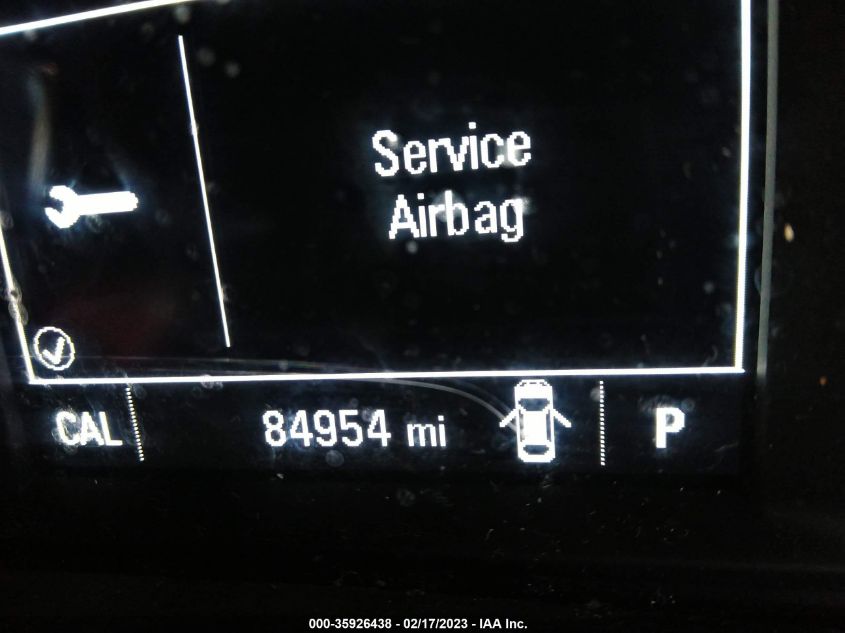 Service
Airbag
CAL 84954 mi P
000-35926438 - 02/17/2023 - IAA Inc.